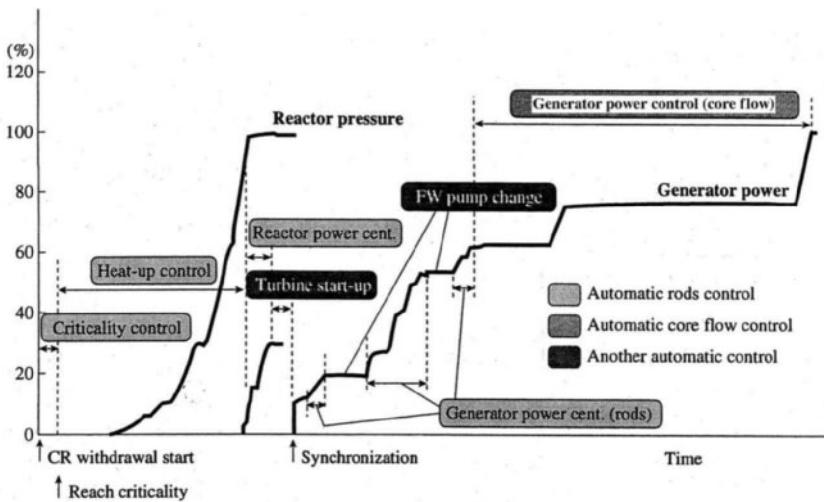 (%)
120
100
80
60
40
20
0
Generator power control (core flow)
Reactor pressure
FW pump change
Generator power
Reactor power cent.
Heat-up control
Turbine start-up
Criticality control
Automatic rods control
Automatic core flow control
Another automatic control
Generator power cent. (rods)
CR withdrawal start
Synchronization
Time
Reach criticality